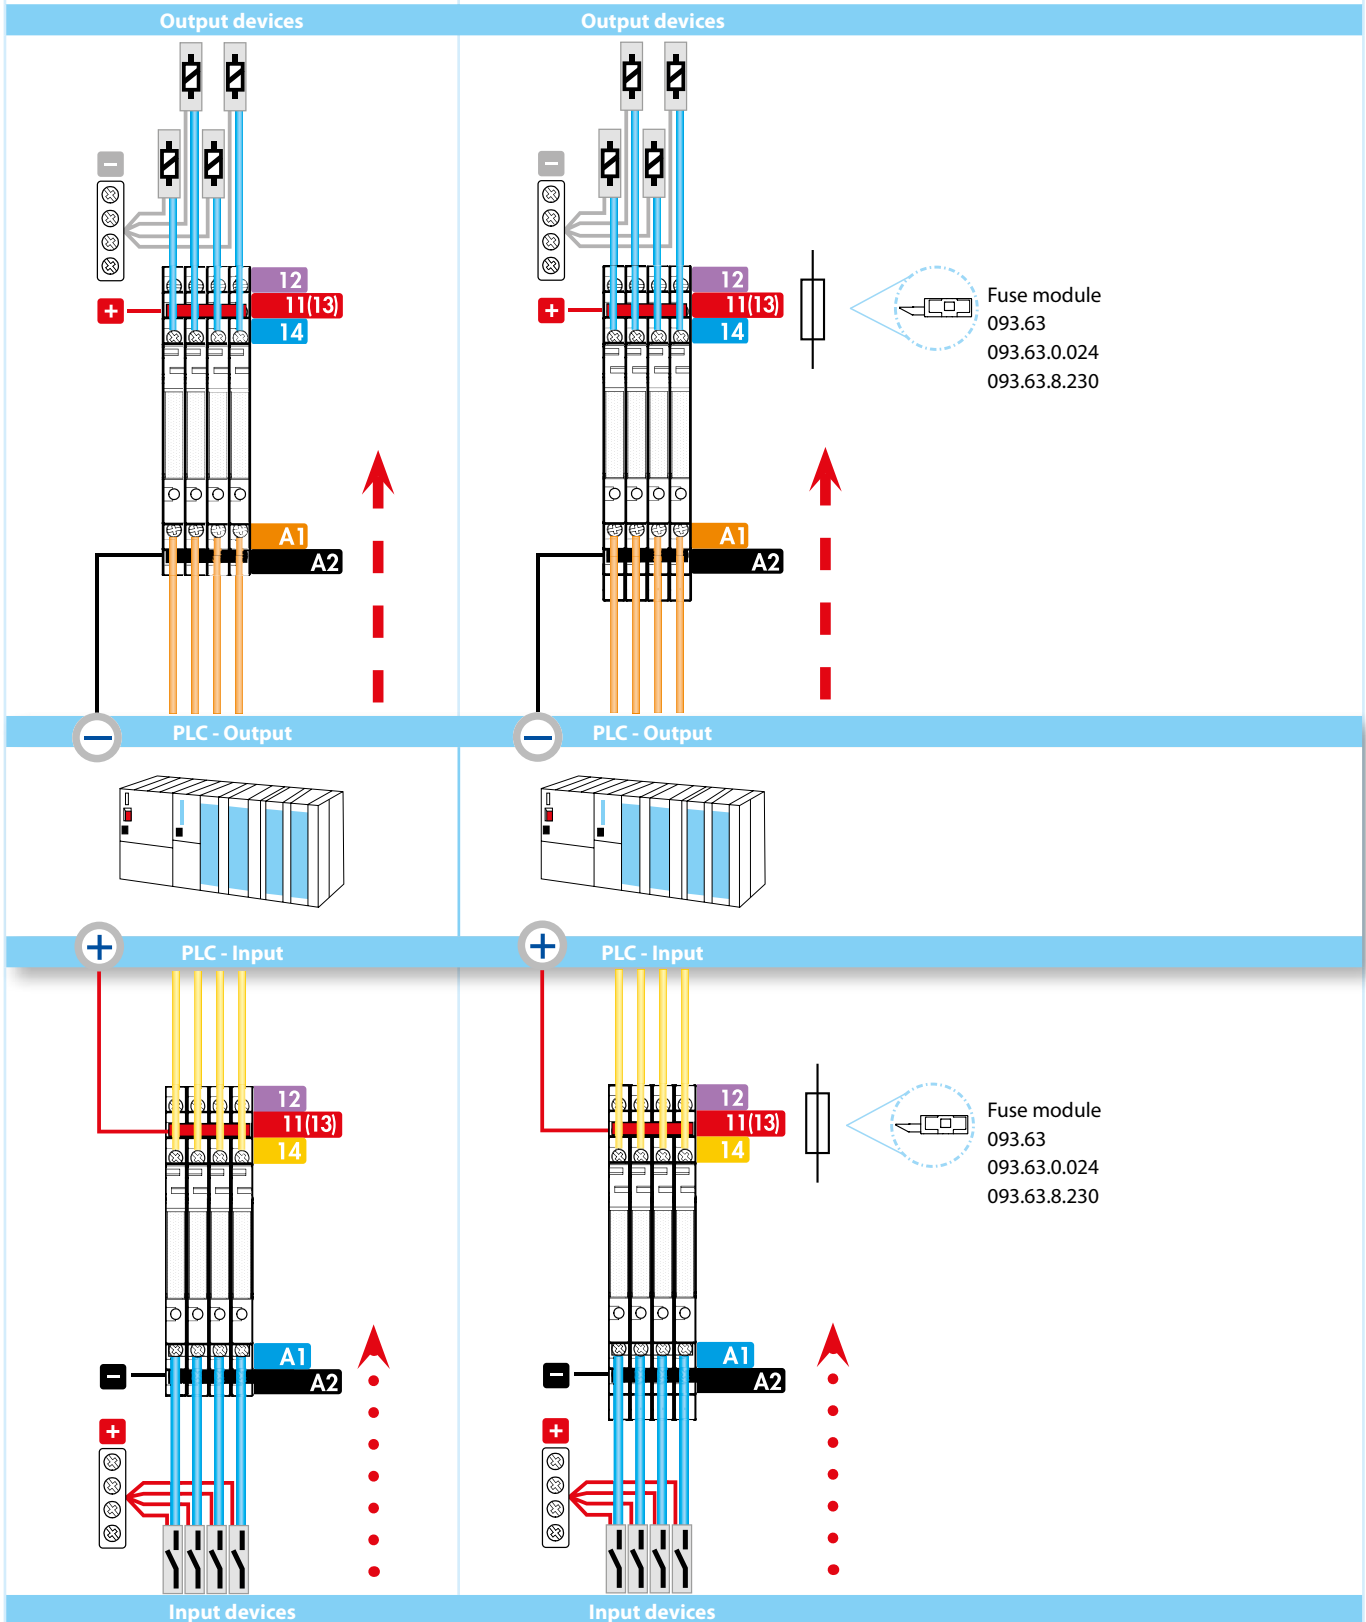 Output devices
Output devices
12
11(13)
14
12
11(13)
14
Fuse module
093.63
093.63.0.024
093.63.8.230
A1
A2
A1
A2
PLC - Output
PLC - Output
PLC - Input
PLC - Input
12
11(13)
14
12
11(13)
14
Fuse module
093.63
093.63.0.024
093.63.8.230
A1
A2
A1
A2
Input devices
Input devices